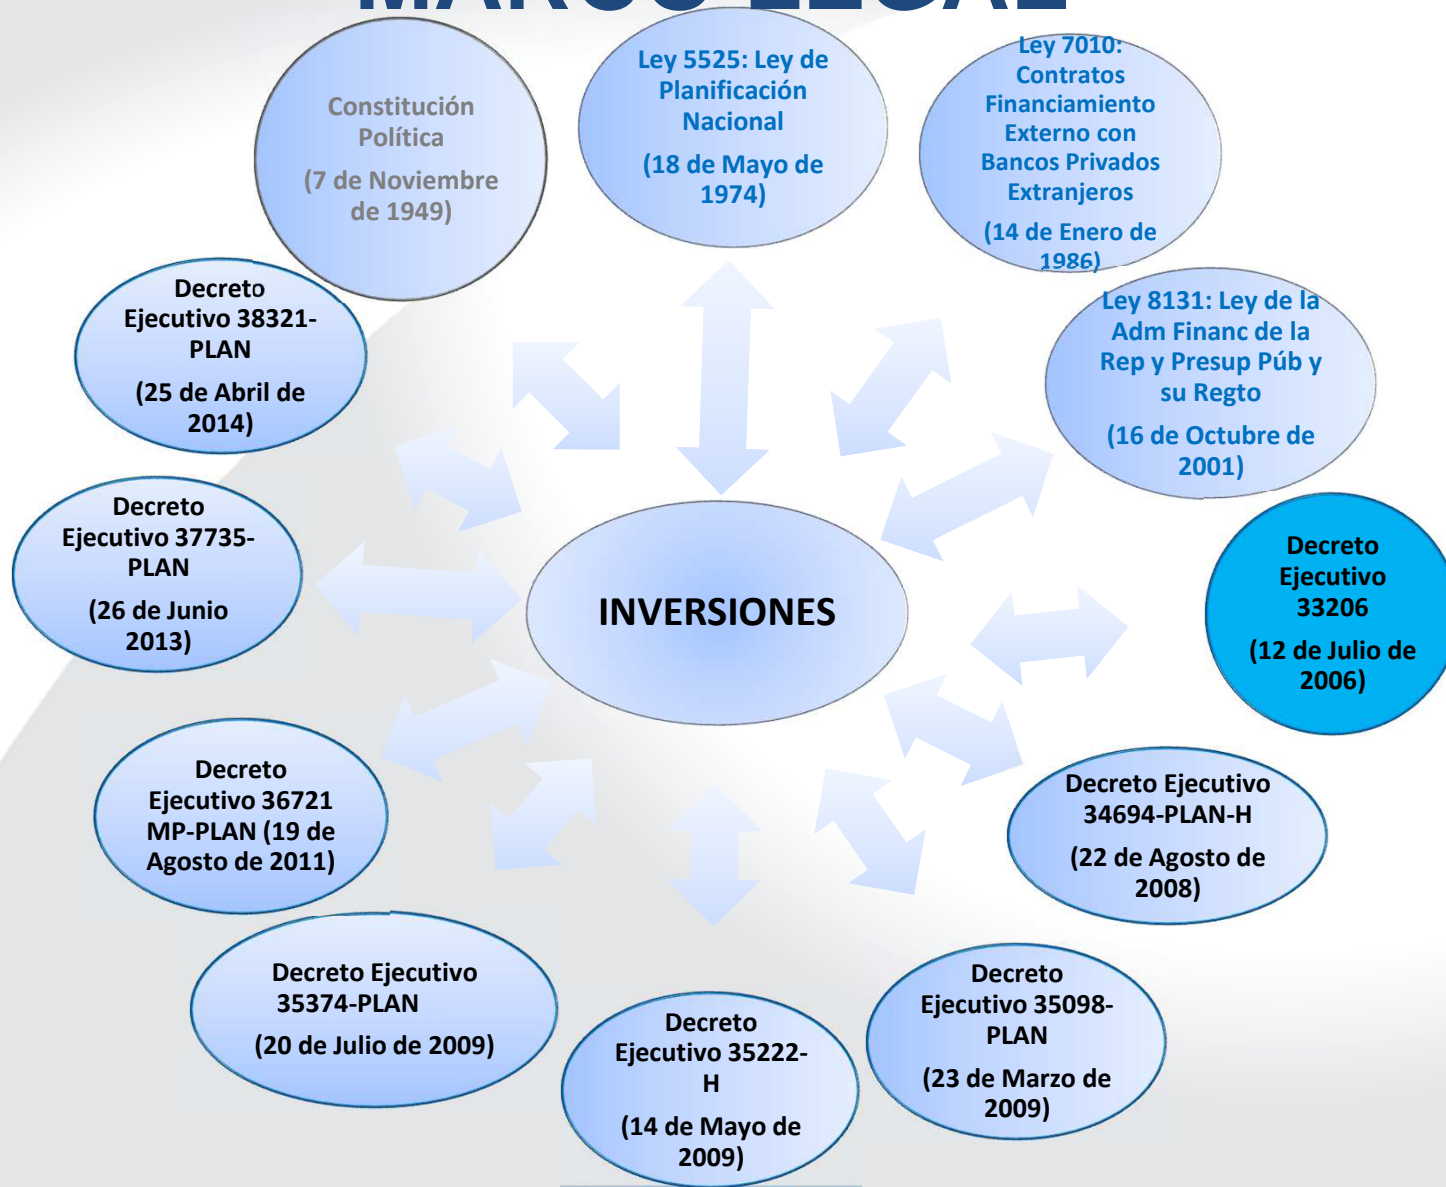 MARCO LEGAL
Constitución
Política
(7 de Noviembre
de 1949)
Ley 5525: Ley de
Planificación
Nacional
(18 de Mayo de
1974)
Ley 7010:
Contratos
Financiamiento
Externo con
Bancos Privados
Extranjeros
(14 de Enero de
1986)
Ley 8131: Ley de la
Adm Financ de la
Rep y Presup Púb y
su Regto
(16 de Octubre de
2001)
Decreto
Ejecutivo
33206
(12 de Julio de
2006)
Decreto Ejecutivo
34694-PLAN-H
(22 de Agosto de
2008)
Decreto
Ejecutivo 35098-
PLAN
(23 de Marzo de
2009)
Decreto
Ejecutivo 35222-
H
(14 de Mayo de
2009)
Decreto Ejecutivo
35374-PLAN
(20 de Julio de 2009)
Decreto
Ejecutivo 36721
MP-PLAN (19 de
Agosto de 2011)
Decreto
Ejecutivo 37735-
PLAN
(26 de Junio
2013)
Decreto
Ejecutivo 38321-
PLAN
(25 de Abril de
2014)
INVERSIONES